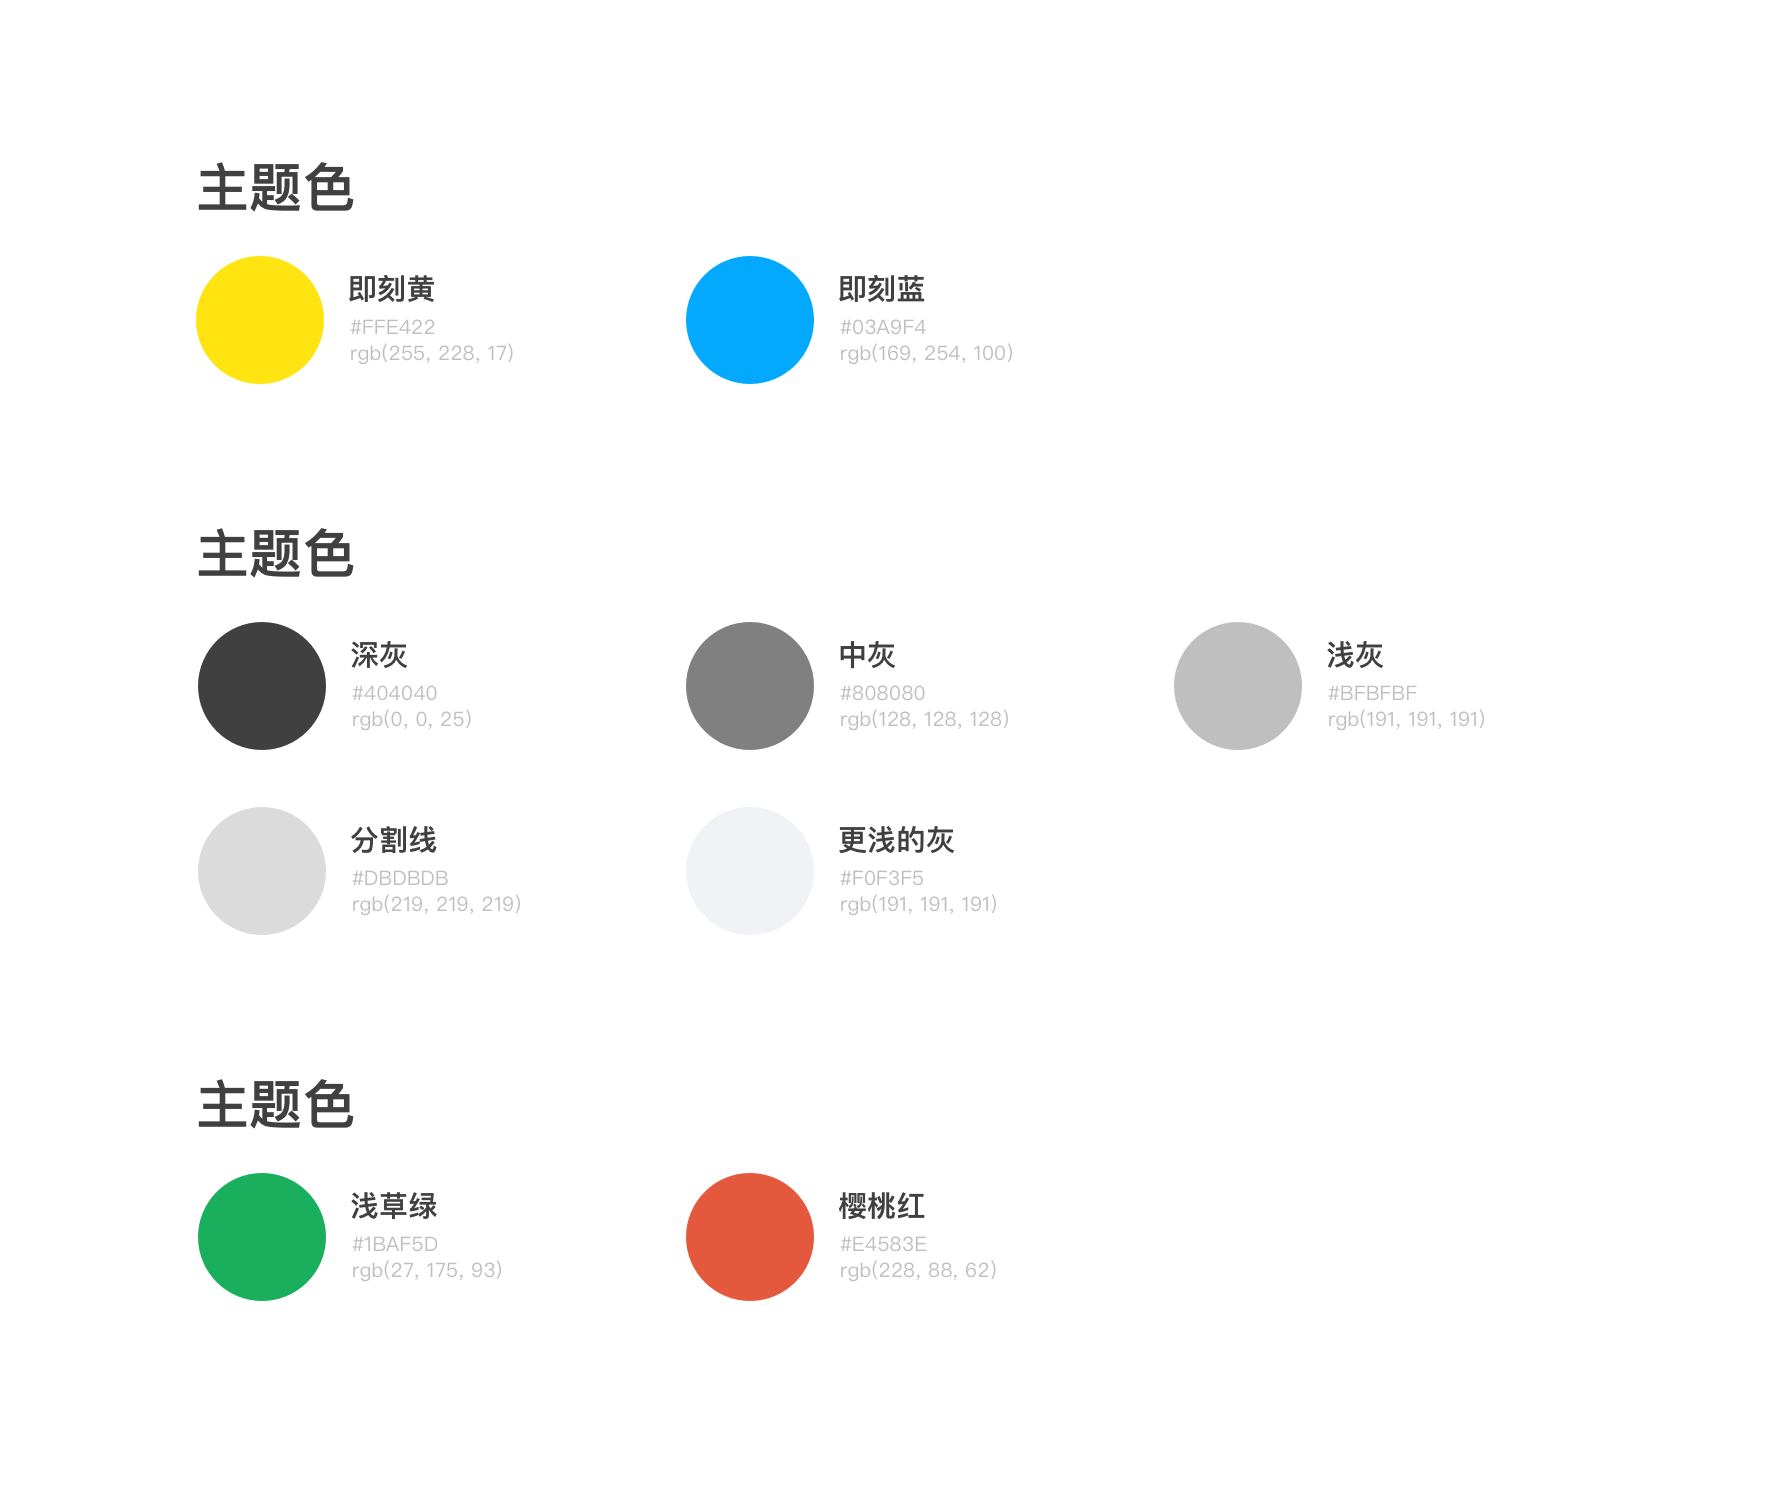 主题色
即刻黄
#FFE422
rgb(255, 228, 17)
即刻蓝
#03A9F4
rgb(169, 254, 100)
主题色
深灰
#404040
rgb(0, 0, 25)
中灰
#808080
rgb(128, 128, 128)
浅灰
#BFBFBF
rgb(191, 191, 191)
分割线
#DBDBDB
rgb(219, 219, 219)
更浅的灰
#F0F3F5
rgb(191, 191, 191)
主题色
浅草绿
#1BAF5D
rgb(27, 175, 93)
樱桃红
#E4583E
rgb(228, 88, 62)